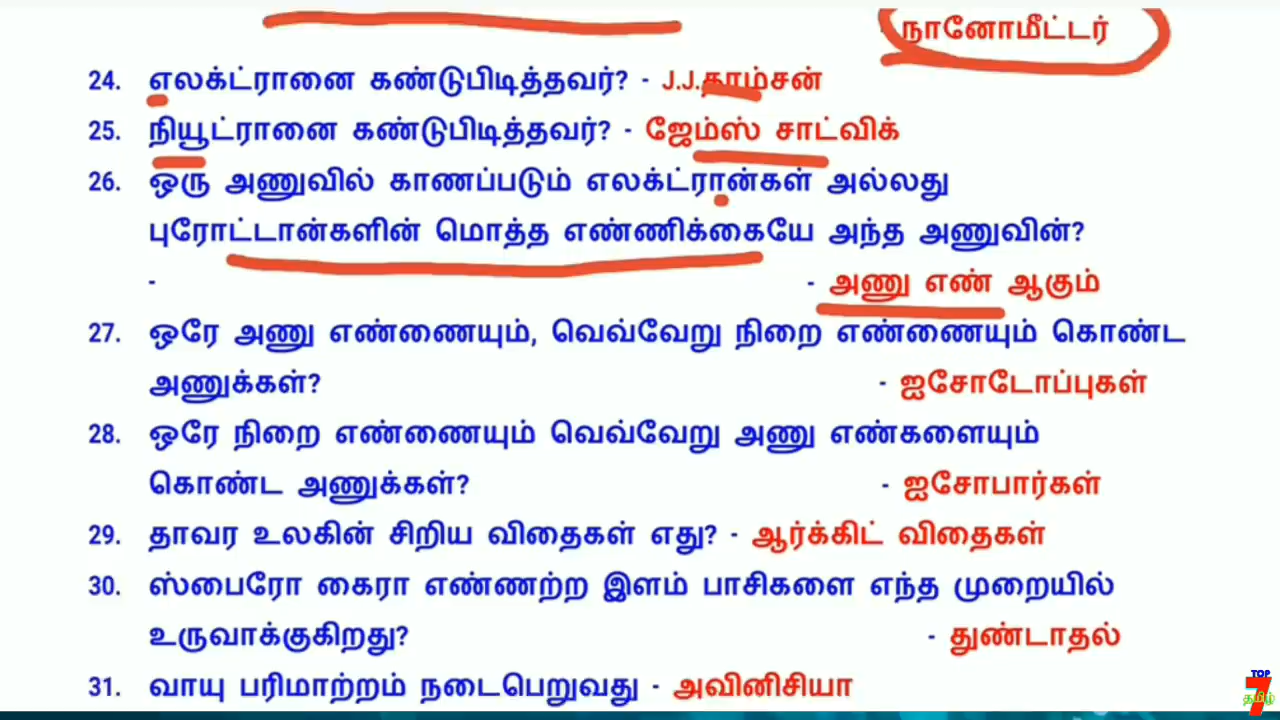 நானோமீட்டர்
24. எலக்ட்ரானை கண்டுபிடித்தவர்? - J.J.தாம்சன்
25. நியூட்ரானை கண்டுபிடித்தவர்? - ஜேம்ஸ் சாட்விக்
26. ஒரு அணுவில் காணப்படும் எலக்ட்ரான்கள் அல்லது
புரோட்டான்களின் மொத்த எண்ணிக்கையே அந்த அணுவின்?
- - அணு எண் ஆகும்
27. ஒரே அணு எண்ணையும், வெவ்வேறு நிறை எண்ணையும் கொண்ட
அணுக்கள்? - ஐசோடோப்புகள்
28. ஒரே நிறை எண்ணையும் வெவ்வேறு அணு எண்களையும்
கொண்ட அணுக்கள்? - ஐசோபார்கள்
29. தாவர உலகின் சிறிய விதைகள் எது? - ஆர்க்கிட் விதைகள்
30. ஸ்பைரோ கைரா எண்ணற்ற இளம் பாசிகளை எந்த முறையில்
உருவாக்குகிறது? - துண்டாதல்
31. வாயு பரிமாற்றம் நடைபெறுவது - அவினிசியா
TOP
7
தமிழ்